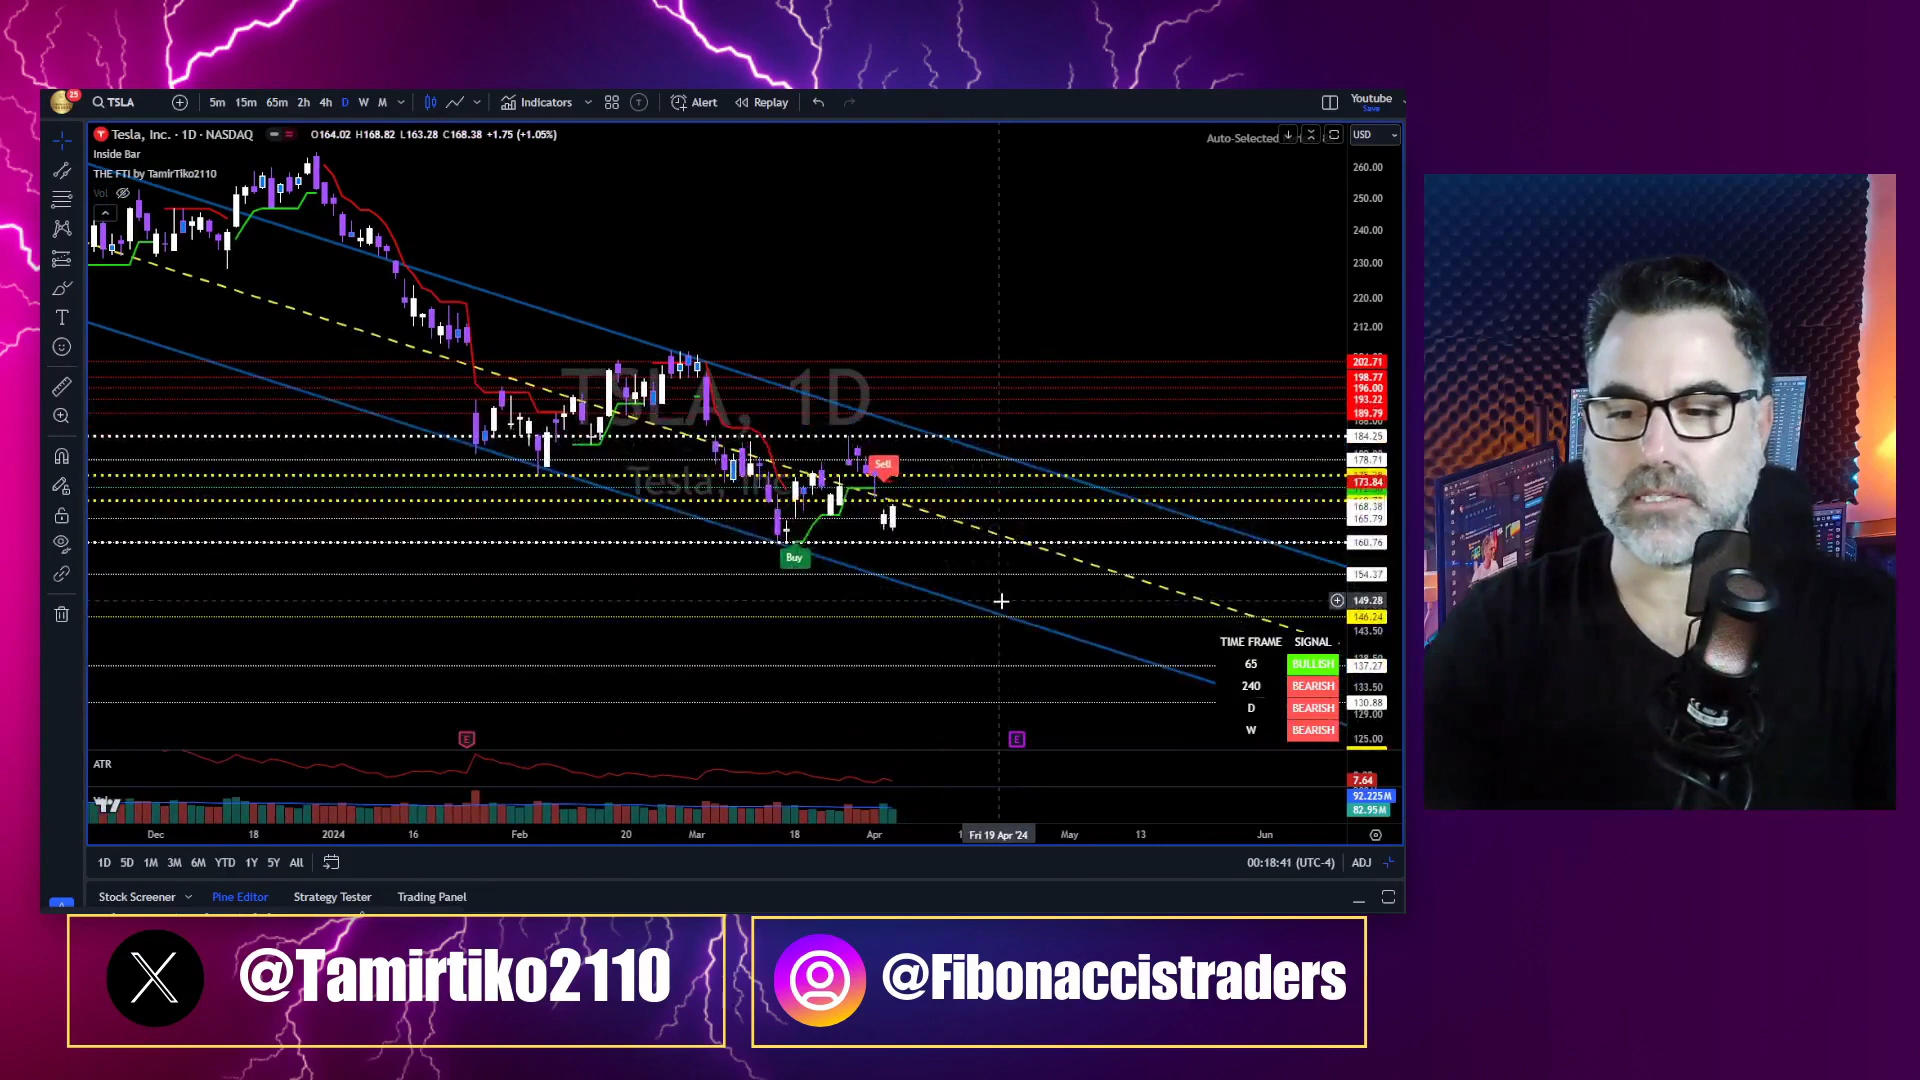 25
TSLA
5m 15m 65m 2h 4h D W M
Indicators
Alert
Replay
Youtube
Save
Tesla, Inc. · 1D · NASDAQ
O164.02 H168.82 L163.28 C168.38 +1.75 (+1.05%)
Auto-Selected
USD
Inside Bar
THE FTI by TamirTiko2110
Vol
260.00
250.00
240.00
230.00
220.00
212.00
202.71
198.77
196.00
193.22
189.79
184.25
178.71
173.84
168.38
165.79
160.76
154.37
149.28
146.24
143.50
137.27
133.50
130.88
129.00
125.00
TSLA, 1D
Tesla, Inc.
Sell
Buy
TIME FRAME SIGNAL
65 BULLISH
240 BEARISH
D BEARISH
W BEARISH
E
E
ATR
7.64
92.225M
82.95M
Dec 18 2024 16 Feb 20 Mar 18 Apr Fri 19 Apr '24 May 13 Jun
1D 5D 1M 3M 6M YTD 1Y 5Y All
00:18:41 (UTC-4) ADJ
Stock Screener Pine Editor Strategy Tester Trading Panel
@Tamirtiko2110
@Fibonaccistraders